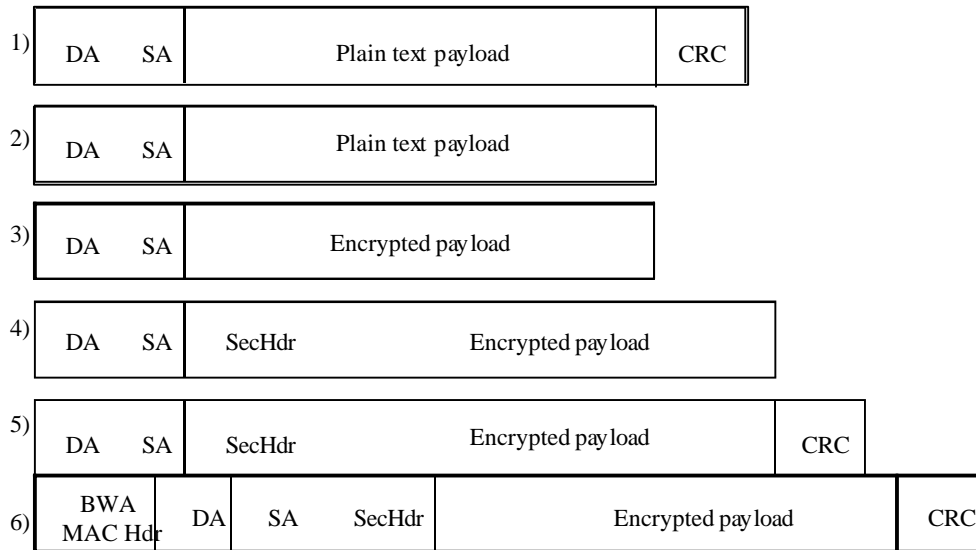 1) DA SA Plain text payload CRC
2) DA SA Plain text payload
3) DA SA Encrypted payload
4) DA SA SecHdr Encrypted payload
5) DA SA SecHdr Encrypted payload CRC
6) BWA MAC Hdr DA SA SecHdr Encrypted payload CRC